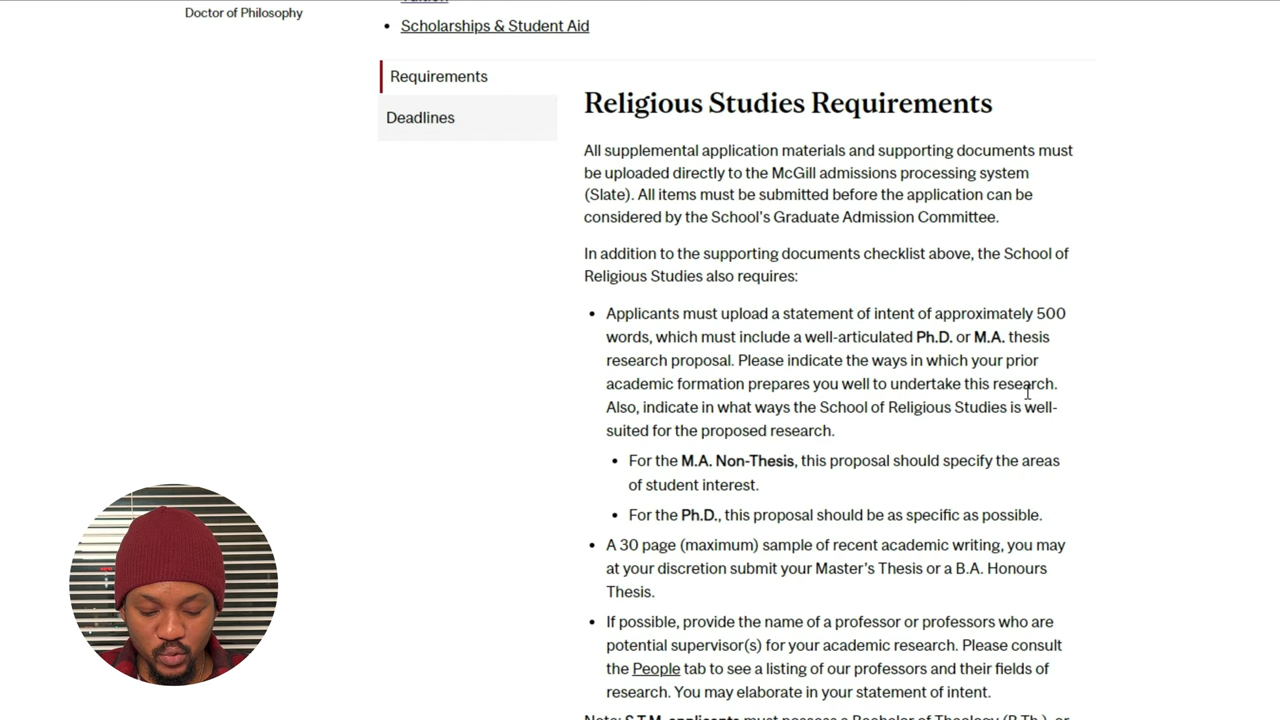 Doctor of Philosophy
Tuition
Scholarships & Student Aid
Requirements
Deadlines
Religious Studies Requirements
All supplemental application materials and supporting documents must
be uploaded directly to the McGill admissions processing system
(Slate). All items must be submitted before the application can be
considered by the School's Graduate Admission Committee.
In addition to the supporting documents checklist above, the School of
Religious Studies also requires:
• Applicants must upload a statement of intent of approximately 500
words, which must include a well-articulated Ph.D. or M.A. thesis
research proposal. Please indicate the ways in which your prior
academic formation prepares you well to undertake this research.
Also, indicate in what ways the School of Religious Studies is well-
suited for the proposed research.
• For the M.A. Non-Thesis, this proposal should specify the areas
of student interest.
• For the Ph.D., this proposal should be as specific as possible.
• A 30 page (maximum) sample of recent academic writing, you may
at your discretion submit your Master's Thesis or a B.A. Honours
Thesis.
• If possible, provide the name of a professor or professors who are
potential supervisor(s) for your academic research. Please consult
the People tab to see a listing of our professors and their fields of
research. You may elaborate in your statement of intent.
Note: S.T.M. applicants must possess a Bachelor of Theology (B.Th.), or